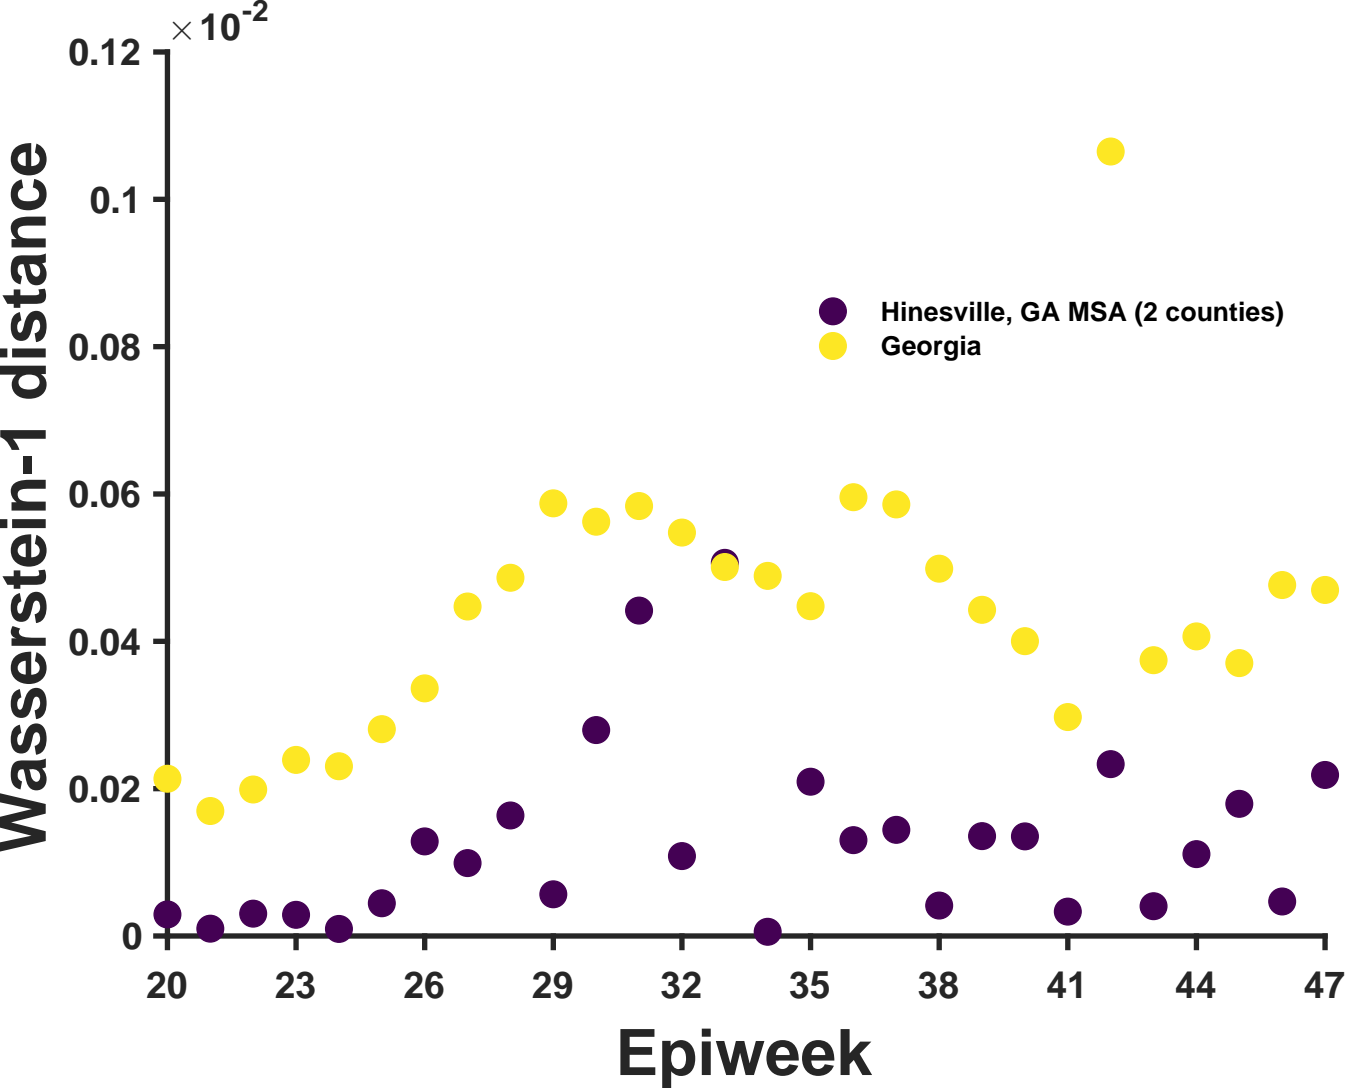 ×10-2
0.12
0.1
0.08
0.06
0.04
0.02
0
Wasserstein-1 distance
Hinesville, GA MSA (2 counties)
Georgia
20 23 26 29 32 35 38 41 44 47
Epiweek